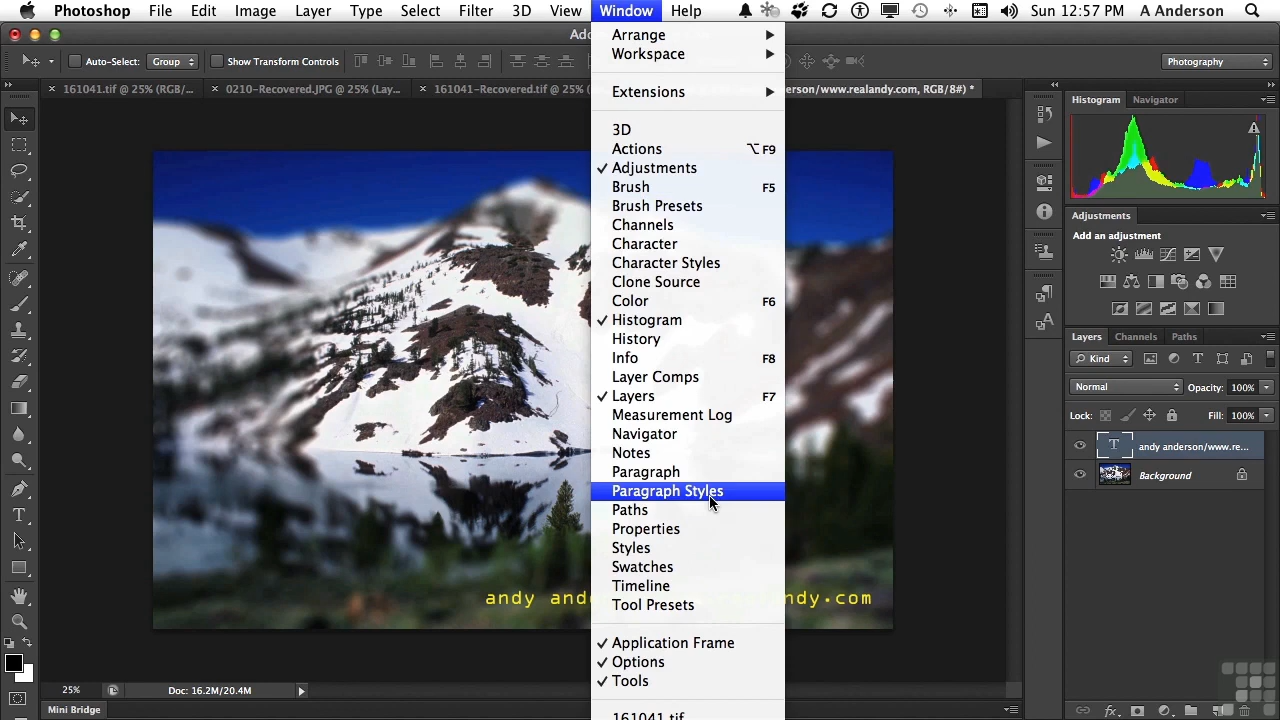 Photoshop File Edit Image Layer Type Select Filter 3D View Window Help Sun 12:57 PM A Anderson
Auto-Select: Group Show Transform Controls Photography
161041.tif @ 25% (RGB/... 0210-Recovered.JPG @ 25% (Lay... 161041-Recovered.tif @ 25% erson/www.realandy.com, RGB/8#) *
Arrange
Workspace
Extensions
3D
Actions ⌥F9
Adjustments
Brush F5
Brush Presets
Channels
Character
Character Styles
Clone Source
Color F6
Histogram
History
Info F8
Layer Comps
Layers F7
Measurement Log
Navigator
Notes
Paragraph
Paragraph Styles
Paths
Properties
Styles
Swatches
Timeline
Tool Presets
Application Frame
Options
Tools
161041.tif
Histogram Navigator
Adjustments
Add an adjustment
Layers Channels Paths
Kind
Normal Opacity: 100%
Lock: Fill: 100%
andy anderson/www.re...
Background
andy and ndy.com
25% Doc: 16.2M/20.4M
Mini Bridge